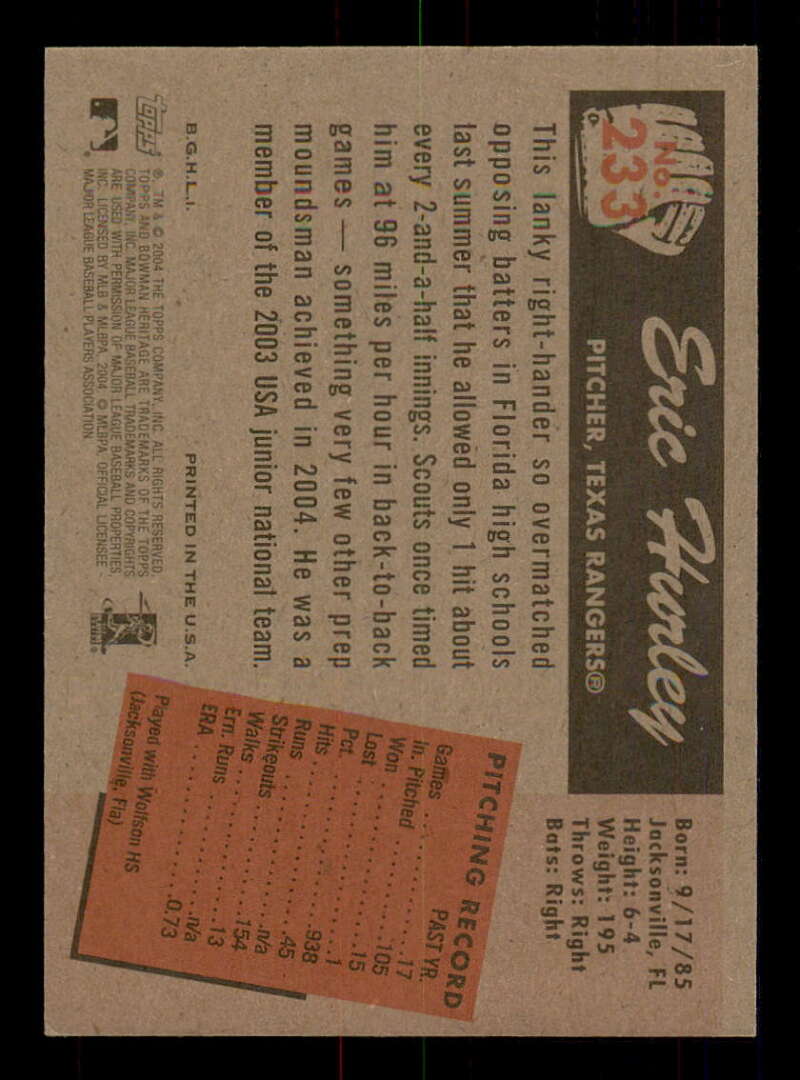 No.
233
Eric Hurley
PITCHER, TEXAS RANGERS®
Born: 9/17/85
Jacksonville, FL
Height: 6-4
Weight: 195
Throws: Right
Bats: Right
This lanky right-hander so overmatched
opposing batters in Florida high schools
last summer that he allowed only 1 hit about
every 2-and-a-half innings. Scouts once timed
him at 96 miles per hour in back-to-back
games — something very few other prep
moundsman achieved in 2004. He was a
member of the 2003 USA junior national team.
PITCHING RECORD
PAST YR.
Games . . . . . . . . . . . .17
In. Pitched . . . . . . . . .105
Won . . . . . . . . . . . . . .15
Lost . . . . . . . . . . . . . . .1
Pct. . . . . . . . . . . . . .938
Hits . . . . . . . . . . . . . .45
Runs . . . . . . . . . . . . .n/a
Strikeouts . . . . . . . . .154
Walks . . . . . . . . . . . . .13
Ern. Runs . . . . . . . . .n/a
ERA . . . . . . . . . . . .0.73
Played with Wolfson HS
(Jacksonville, Fla)
B.G.H.L.I.
PRINTED IN THE U.S.A.
TOPPS
®, TM & © 2004 THE TOPPS COMPANY, INC. ALL RIGHTS RESERVED.
TOPPS AND BOWMAN HERITAGE ARE TRADEMARKS OF THE TOPPS
COMPANY, INC. MAJOR LEAGUE BASEBALL TRADEMARKS AND COPYRIGHTS
ARE USED WITH PERMISSION OF MAJOR LEAGUE BASEBALL PROPERTIES,
INC. LICENSED BY MLB & MLBPA, 2004. © MLBPA, OFFICIAL LICENSEE -
MAJOR LEAGUE BASEBALL PLAYERS ASSOCIATION.